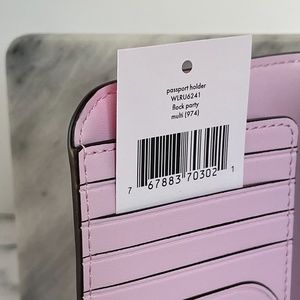 passport holder
WLRU6241
flock party
multi (974)
7 67883 70302 1